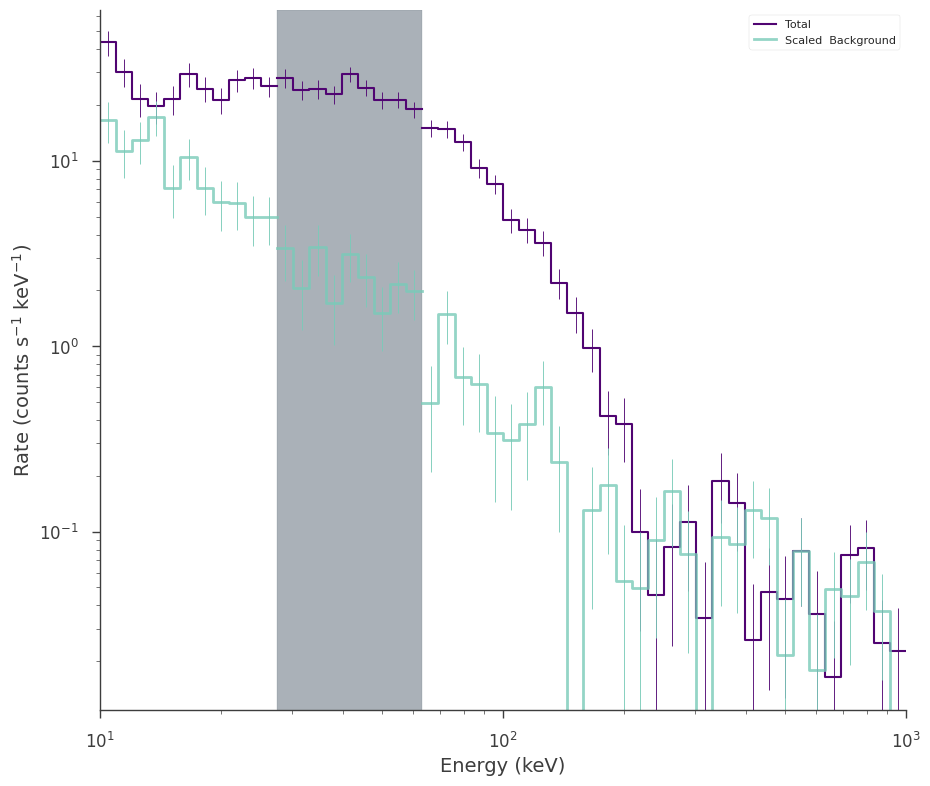 Total
Scaled  Background
Rate (counts s⁻¹ keV⁻¹)
10¹
10⁰
10⁻¹
10¹ 10² 10³
Energy (keV)